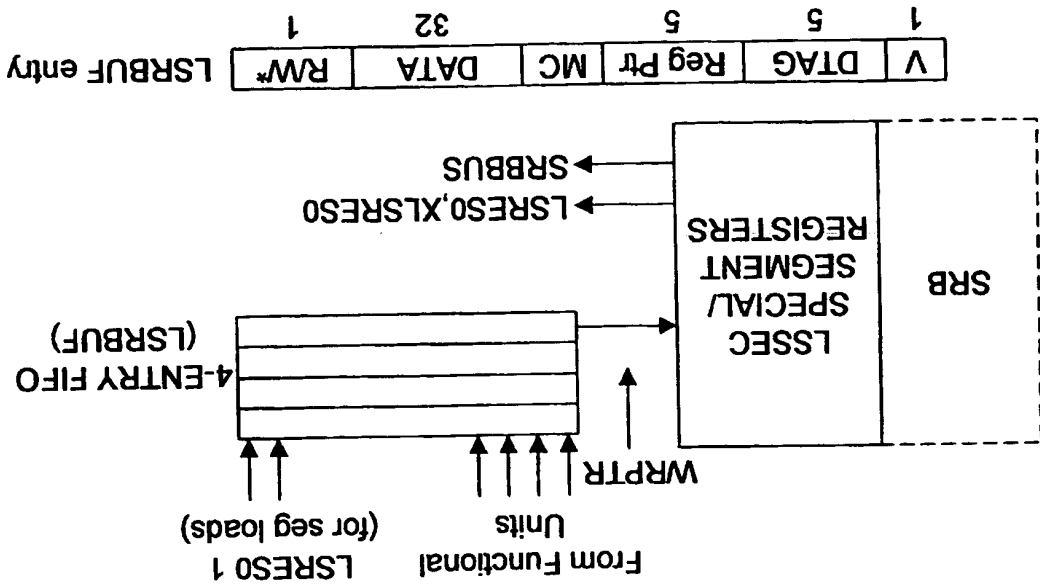 From Functional
Units
LSRES0 1
(for seg loads)
WRPTR
4-ENTRY FIFO
(LSRBUF)
SRB
LSSEC
SPECIAL/
SEGMENT
REGISTERS
LSRES0,XLSRES0
SRBBUS
V DTAG Reg Ptr MC DATA R/W* LSRBUF entry
1 5 5 32 1